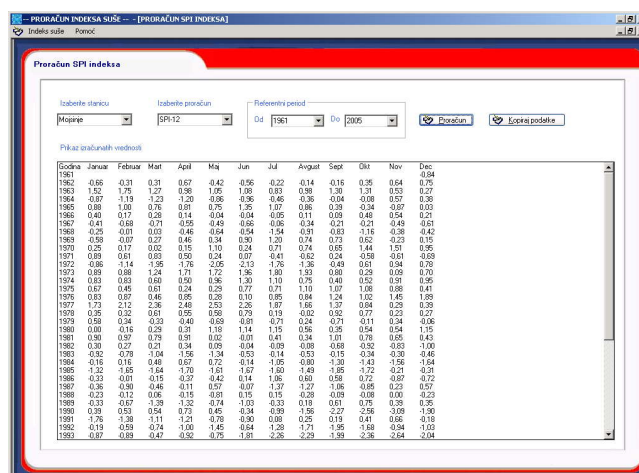 -- PRORAČUN INDEKSA SUŠE -- - [PRORAČUN SPI INDEKSA]
Indeks suše Pomoć
Proračun SPI indeksa
Izaberite stanicu Izaberite proračun Referentni period
Mojsinje SPI-12 Od 1961 Do 2005 Proračun Kopiraj podatke
Prikaz izračunatih vrednosti
Godina Januar Februar Mart April Maj Jun Jul Avgust Sept Okt Nov Dec
1961 -0,84
1962 -0,66 -0,31 0,31 0,67 -0,42 -0,56 -0,22 -0,14 -0,16 0,35 0,64 0,75
1963 1,52 1,75 1,27 0,98 1,05 1,08 0,83 0,98 1,30 1,31 0,53 0,27
1964 -0,87 -1,19 -1,23 -1,20 -0,86 -0,96 -0,46 -0,36 -0,04 -0,08 0,57 0,38
1965 0,88 1,00 0,76 0,81 0,75 1,35 1,07 0,86 0,39 -0,34 -0,87 0,03
1966 0,40 0,17 0,28 0,14 -0,04 -0,04 -0,05 0,11 0,09 0,48 0,54 0,21
1967 -0,41 -0,68 -0,71 -0,55 -0,49 -0,66 -0,06 -0,34 -0,21 -0,21 -0,49 -0,61
1968 -0,25 -0,01 0,03 -0,46 -0,64 -0,54 -1,54 -0,91 -0,83 -1,16 -0,38 -0,42
1969 -0,58 -0,07 0,27 0,46 0,34 0,90 1,20 0,74 0,73 0,62 -0,23 0,15
1970 0,25 0,17 0,02 0,15 1,10 0,24 0,71 0,74 0,65 1,44 1,51 0,95
1971 0,89 0,61 0,83 0,50 0,24 0,07 -0,41 -0,62 0,24 -0,58 -0,61 -0,69
1972 -0,86 -1,14 -1,95 -1,76 -2,05 -2,13 -1,76 -1,36 -0,49 0,61 0,94 0,78
1973 0,89 0,88 1,24 1,71 1,72 1,96 1,80 1,93 0,80 0,29 0,09 0,70
1974 0,83 0,83 0,60 0,50 0,96 1,30 1,10 0,75 0,40 0,52 0,91 0,95
1975 0,67 0,45 0,61 0,24 0,29 0,77 0,71 1,10 1,07 1,08 0,88 0,41
1976 0,83 0,87 0,46 0,85 0,28 0,10 0,85 0,84 1,24 1,02 1,45 1,89
1977 1,73 2,12 2,36 2,48 2,53 2,26 1,87 1,66 1,37 0,84 0,29 0,39
1978 0,35 0,32 0,61 0,55 0,58 0,79 0,19 -0,02 0,92 0,77 0,23 0,27
1979 0,58 0,34 -0,33 -0,40 -0,69 -0,81 -0,71 0,24 -0,71 -0,11 0,34 -0,06
1980 0,00 -0,16 0,29 0,31 1,18 1,14 1,15 0,56 0,35 0,54 0,54 1,15
1981 0,90 0,97 0,79 0,91 0,02 -0,01 0,41 0,34 1,01 0,78 0,65 0,43
1982 0,30 0,27 0,21 0,34 0,09 -0,04 -0,09 -0,08 -0,68 -0,92 -0,83 -1,00
1983 -0,92 -0,78 -1,04 -1,56 -1,34 -0,53 -0,14 -0,53 -0,15 -0,34 -0,30 -0,46
1984 -0,16 0,16 0,48 0,67 0,72 -0,14 -1,05 -0,80 -1,30 -1,43 -1,56 -1,64
1985 -1,32 -1,65 -1,64 -1,70 -1,61 -1,67 -1,60 -1,49 -1,85 -1,72 -0,21 -0,31
1986 -0,33 -0,01 -0,15 -0,37 -0,42 0,14 1,06 0,60 0,58 0,72 -0,87 -0,72
1987 -0,36 -0,90 -0,46 -0,11 0,57 -0,07 -1,37 -1,27 -1,06 -0,85 0,23 0,57
1988 -0,23 -0,12 0,06 -0,15 -0,81 0,15 0,15 -0,28 -0,09 -0,08 0,00 -0,23
1989 -0,33 -0,67 -1,39 -1,32 -0,74 -1,03 -0,33 0,18 0,61 0,75 0,39 0,35
1990 0,39 0,53 0,54 0,73 0,45 -0,34 -0,99 -1,56 -2,27 -2,56 -3,09 -1,90
1991 -1,76 -1,38 -1,11 -1,21 -0,78 -0,90 0,08 0,25 0,19 0,41 0,66 -0,18
1992 -0,19 -0,59 -0,74 -1,00 -1,45 -0,64 -1,28 -1,71 -1,95 -1,68 -0,94 -1,03
1993 -0,87 -0,89 -0,47 -0,92 -0,75 -1,81 -2,26 -2,29 -1,99 -2,36 -2,64 -2,04